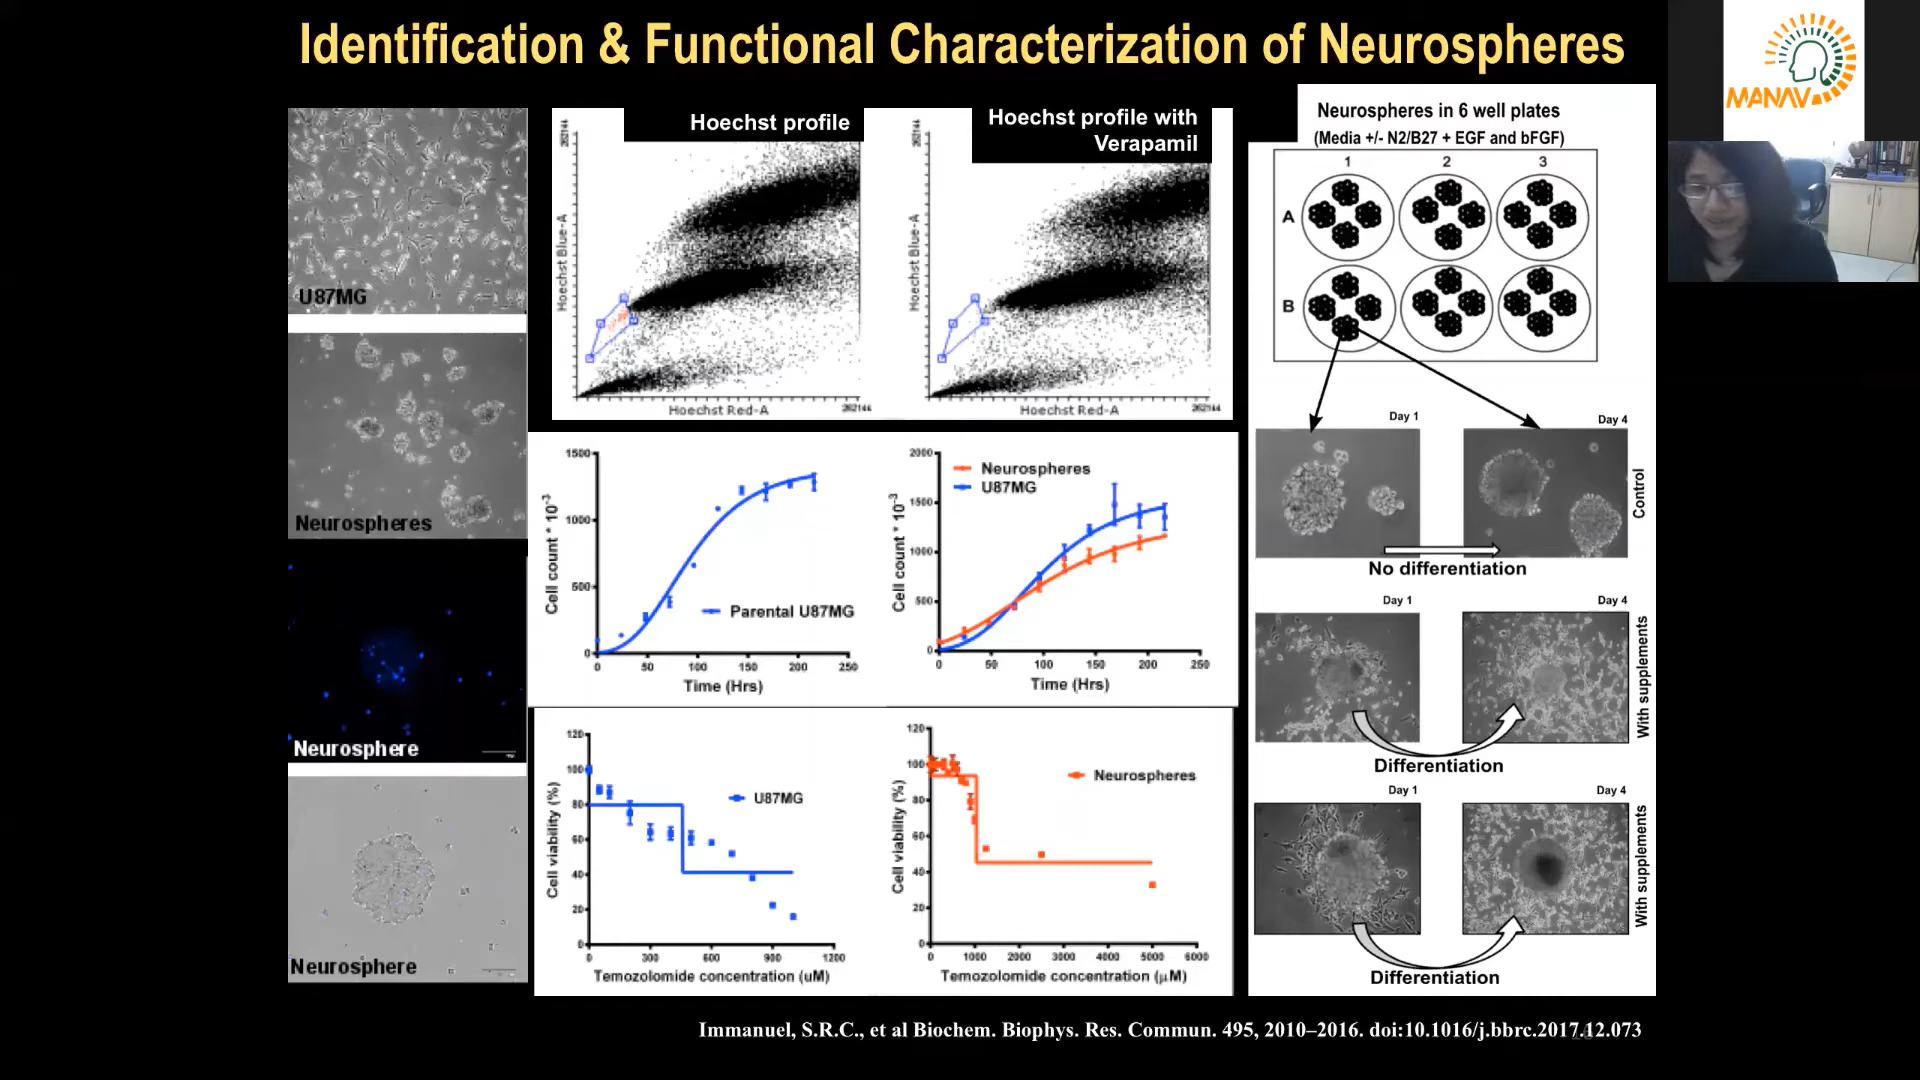 Identification & Functional Characterization of Neurospheres
MANAV
U87MG
Neurospheres
Neurosphere
Neurosphere
Hoechst profile
262144
Hoechst Blue-A
Hoechst Red-A
262144
Hoechst profile with
Verapamil
262144
Hoechst Blue-A
Hoechst Red-A
262144
1500
1000
500
0
Cell count * 10-3
Parental U87MG
0 50 100 150 200 250
Time (Hrs)
2000
1500
1000
500
0
Cell count * 10-3
Neurospheres
U87MG
0 50 100 150 200 250
Time (Hrs)
120
100
80
60
40
20
0
Cell viability (%)
U87MG
0 300 600 900 1200
Temozolomide concentration (uM)
120
100
80
60
40
20
0
Cell viability (%)
Neurospheres
0 1000 2000 3000 4000 5000 6000
Temozolomide concentration (µM)
Neurospheres in 6 well plates
(Media +/- N2/B27 + EGF and bFGF)
1 2 3
A
B
Day 1 Day 4
Control
No differentiation
Day 1 Day 4
With supplements
Differentiation
Day 1 Day 4
With supplements
Differentiation
Immanuel, S.R.C., et al Biochem. Biophys. Res. Commun. 495, 2010–2016. doi:10.1016/j.bbrc.2017.12.073